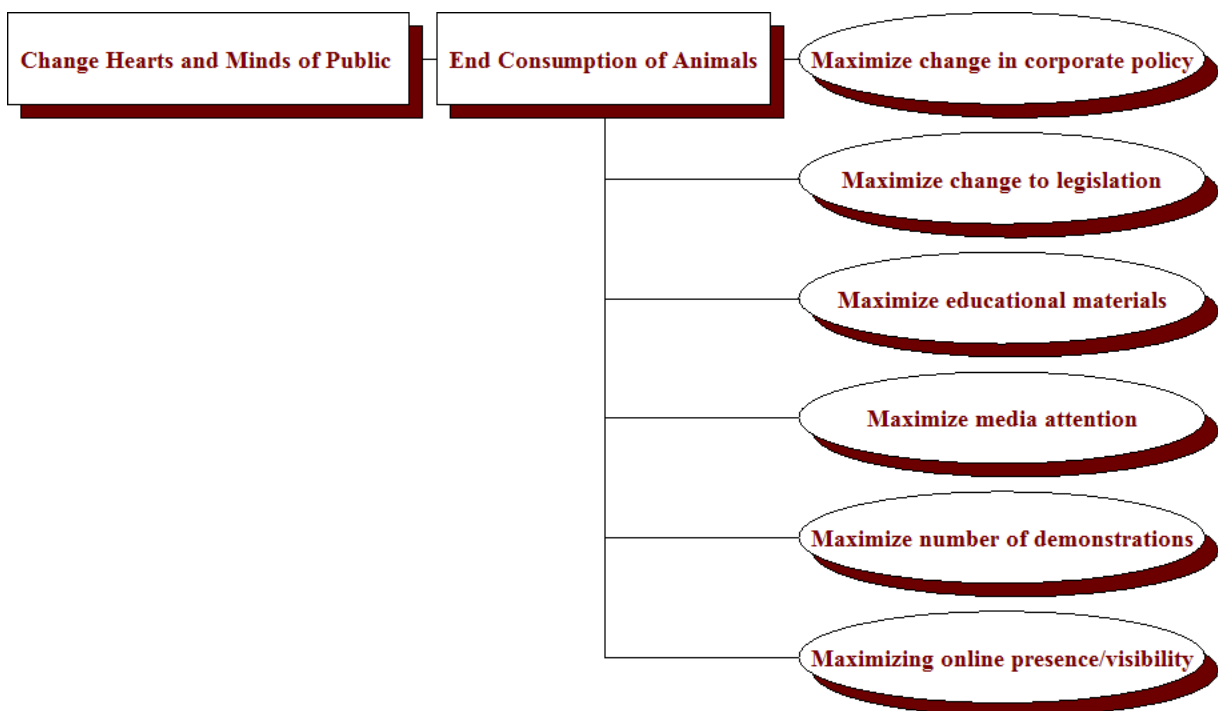 Change Hearts and Minds of Public
End Consumption of Animals
Maximize change in corporate policy
Maximize change to legislation
Maximize educational materials
Maximize media attention
Maximize number of demonstrations
Maximizing online presence/visibility